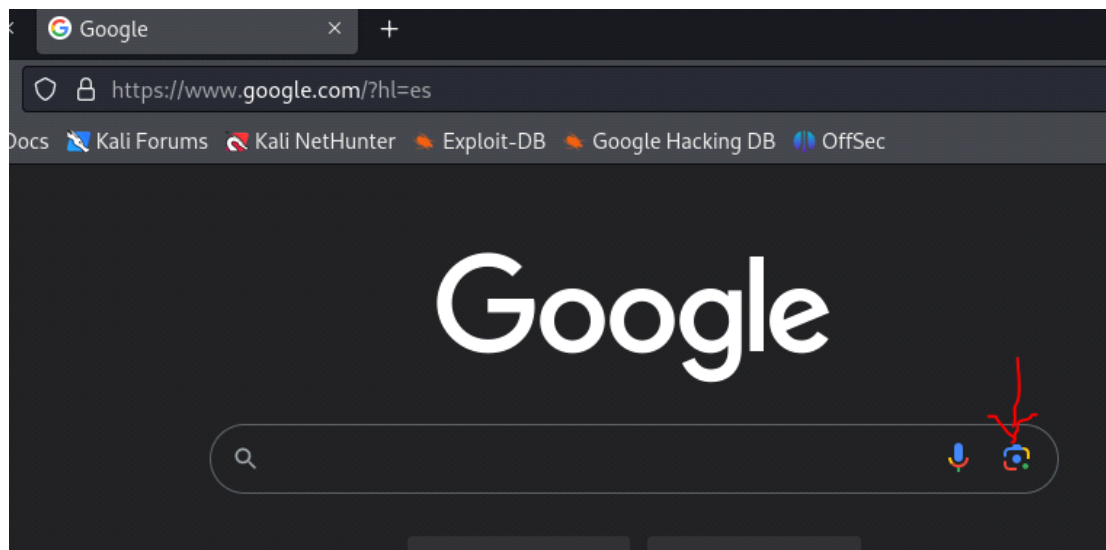 Google
https://www.google.com/?hl=es
Docs Kali Forums Kali NetHunter Exploit-DB Google Hacking DB OffSec
Google